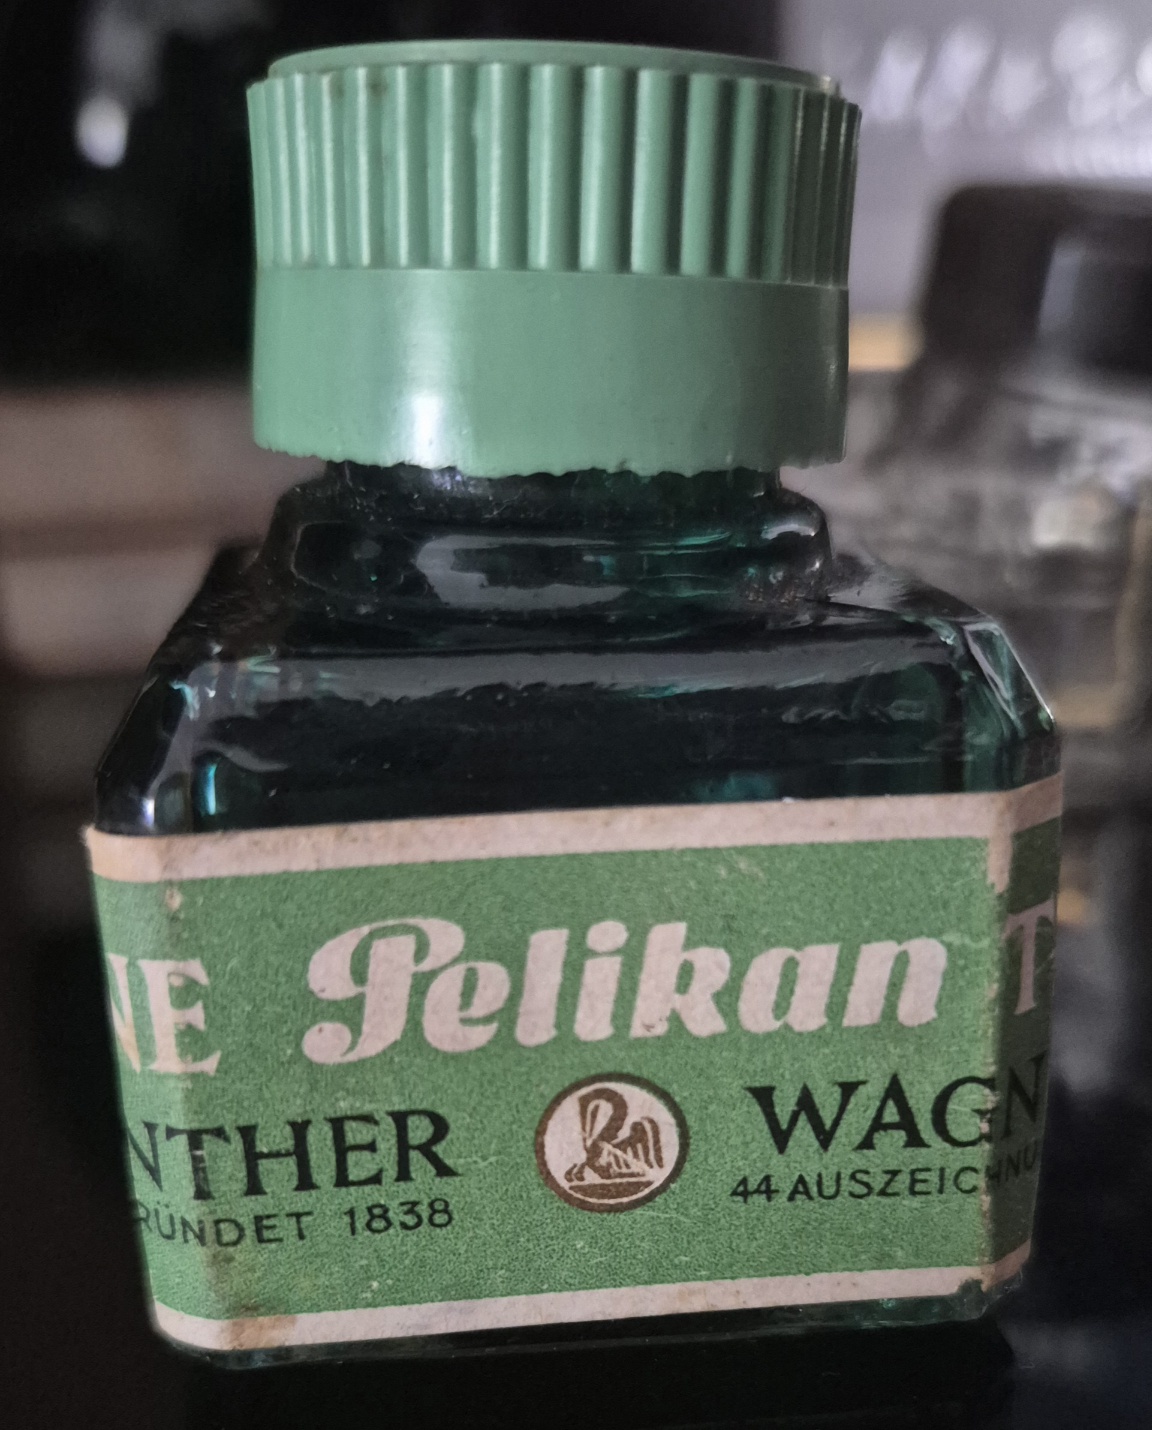 NE Pelikan T
NTHER WAGN
RÜNDET 1838 44 AUSZEICHNU